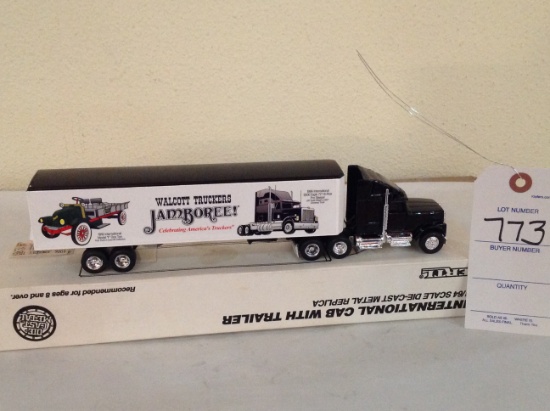 WALCOTT TRUCKERS
JAMBOREE!
Celebrating America's Truckers
LOT NUMBER
773
BUYER NUMBER
QUANTITY
ERTL
INTERNATIONAL CAB WITH TRAILER
1/64 SCALE DIE-CAST METAL REPLICA
Recommended for ages 8 and over.